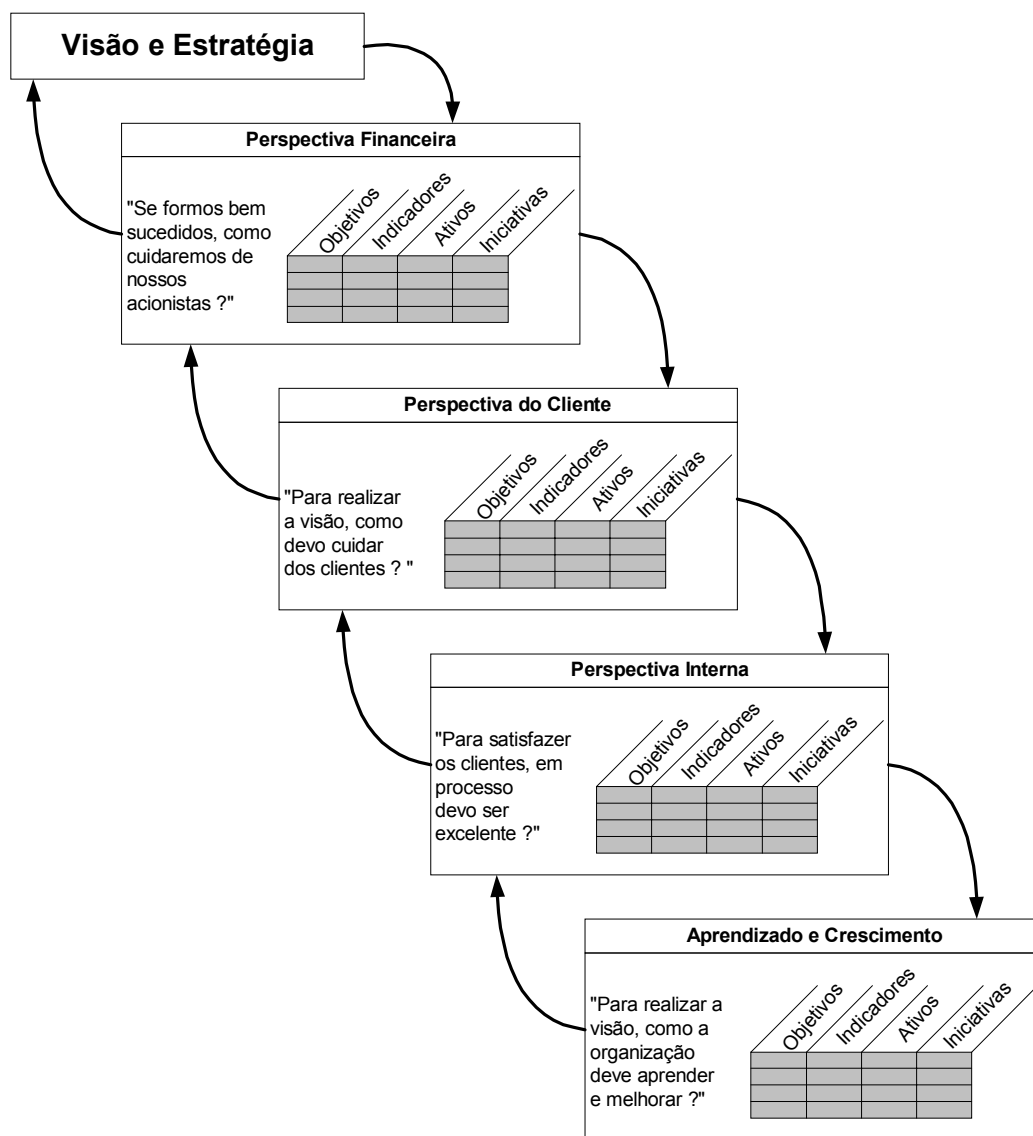 Visão e Estratégia
Perspectiva Financeira
"Se formos bem
sucedidos, como
cuidaremos de
nossos
acionistas ?"
Objetivos
Indicadores
Ativos
Iniciativas
Perspectiva do Cliente
"Para realizar
a visão, como
devo cuidar
dos clientes ? "
Objetivos
Indicadores
Ativos
Iniciativas
Perspectiva Interna
"Para satisfazer
os clientes, em
processo
devo ser
excelente ?"
Objetivos
Indicadores
Ativos
Iniciativas
Aprendizado e Crescimento
"Para realizar a
visão, como a
organização
deve aprender
e melhorar ?"
Objetivos
Indicadores
Ativos
Iniciativas